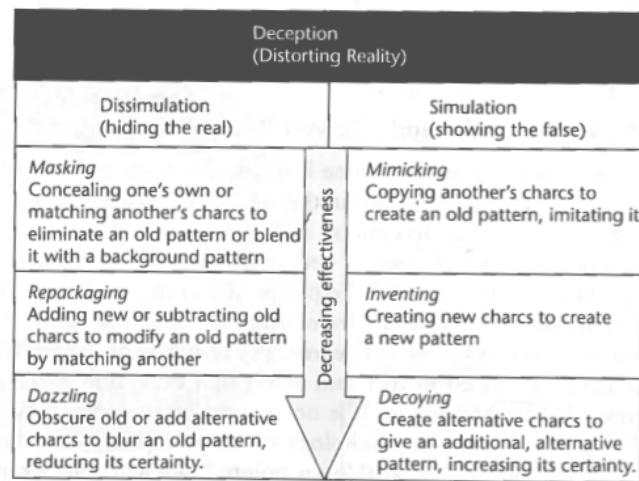 Deception
(Distorting Reality)
Dissimulation
(hiding the real)
Simulation
(showing the false)
Masking
Concealing one's own or
matching another's charcs to
eliminate an old pattern or blend
it with a background pattern
Mimicking
Copying another's charcs to
create an old pattern, imitating it
Decreasing effectiveness
Repackaging
Adding new or subtracting old
charcs to modify an old pattern
by matching another
Inventing
Creating new charcs to create
a new pattern
Dazzling
Obscure old or add alternative
charcs to blur an old pattern,
reducing its certainty.
Decoying
Create alternative charcs to
give an additional, alternative
pattern, increasing its certainty.